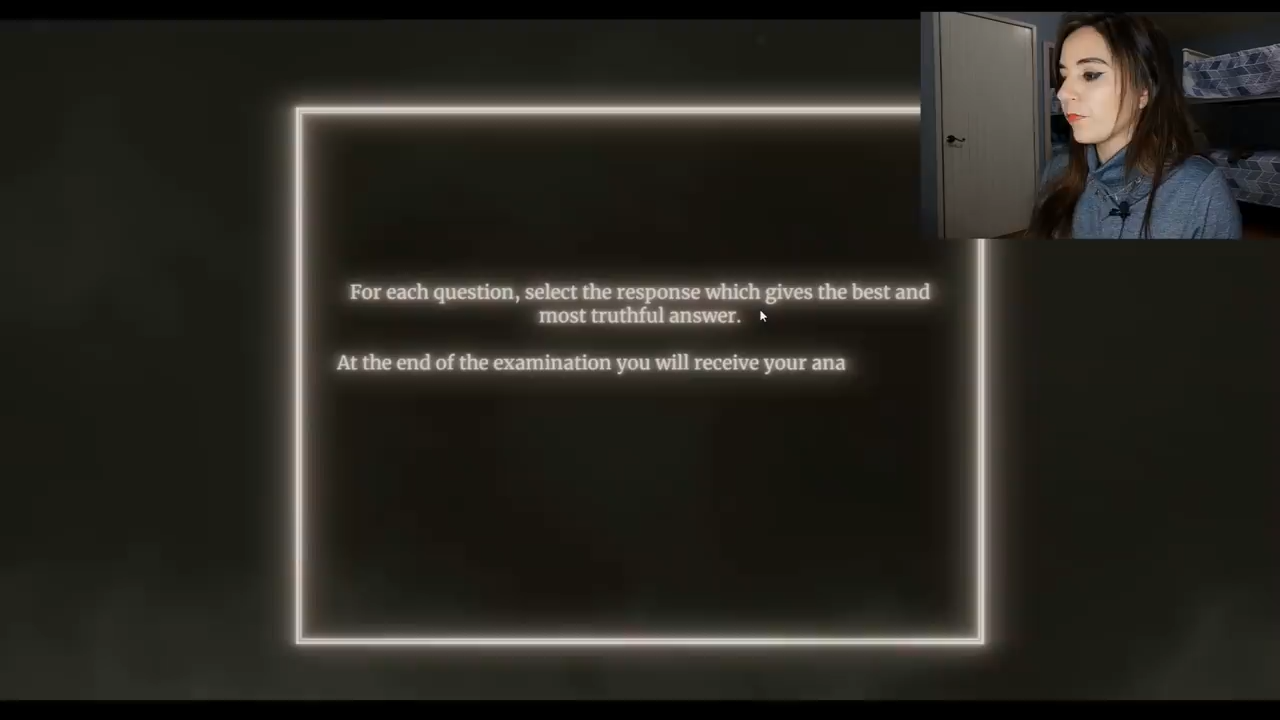 For each question, select the response which gives the best and
most truthful answer.
At the end of the examination you will receive your ana